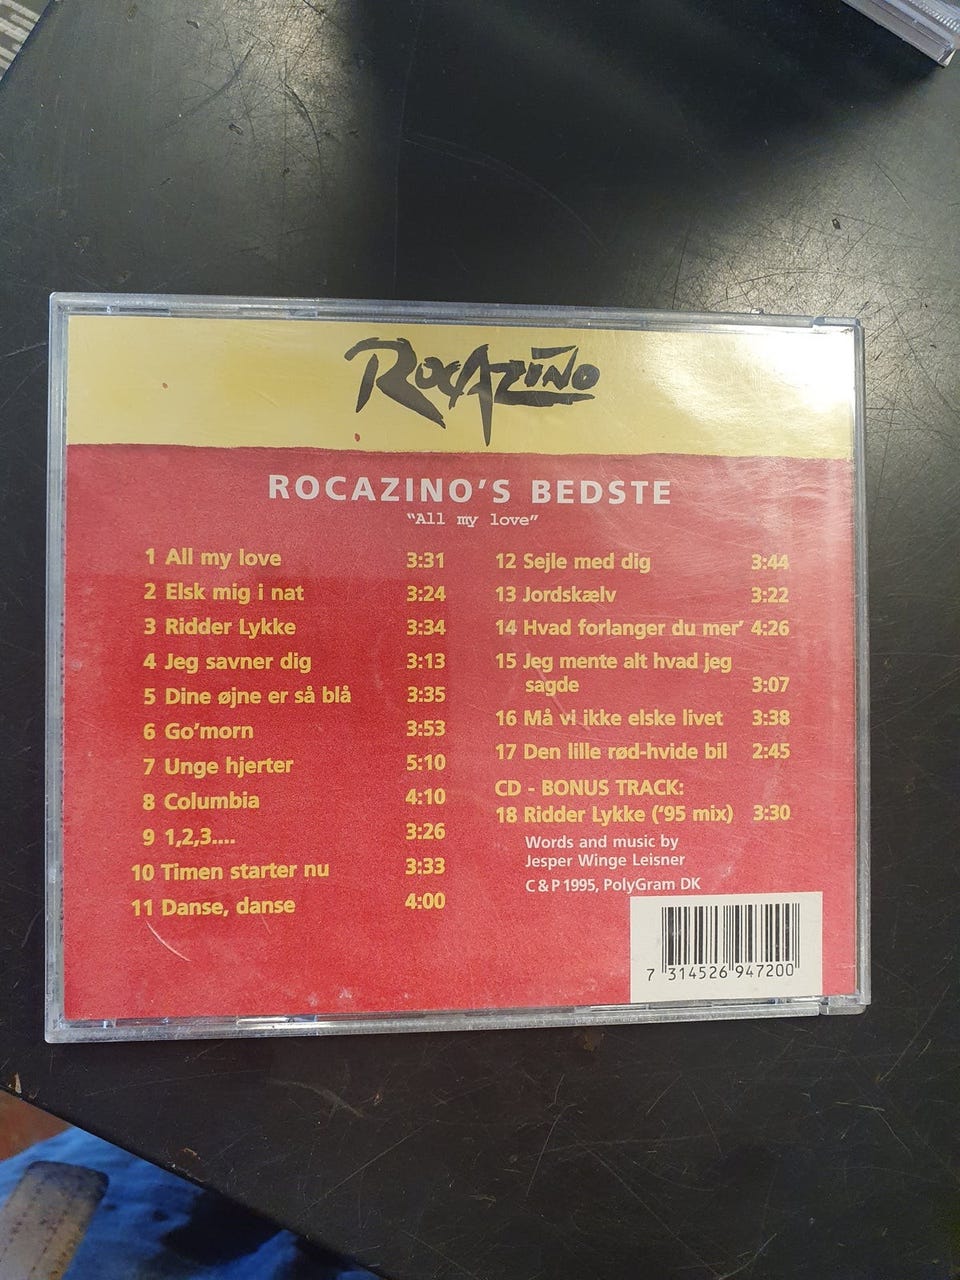 ROCAZINO
ROCAZINO'S BEDSTE
"All my love"
1 All my love 3:31
2 Elsk mig i nat 3:24
3 Ridder Lykke 3:34
4 Jeg savner dig 3:13
5 Dine øjne er så blå 3:35
6 Go'morn 3:53
7 Unge hjerter 5:10
8 Columbia 4:10
9 1,2,3.... 3:26
10 Timen starter nu 3:33
11 Danse, danse 4:00
12 Sejle med dig 3:44
13 Jordskælv 3:22
14 Hvad forlanger du mer' 4:26
15 Jeg mente alt hvad jeg
sagde 3:07
16 Må vi ikke elske livet 3:38
17 Den lille rød-hvide bil 2:45
CD - BONUS TRACK:
18 Ridder Lykke ('95 mix) 3:30
Words and music by
Jesper Winge Leisner
C & P 1995, PolyGram DK
7 314526 947200